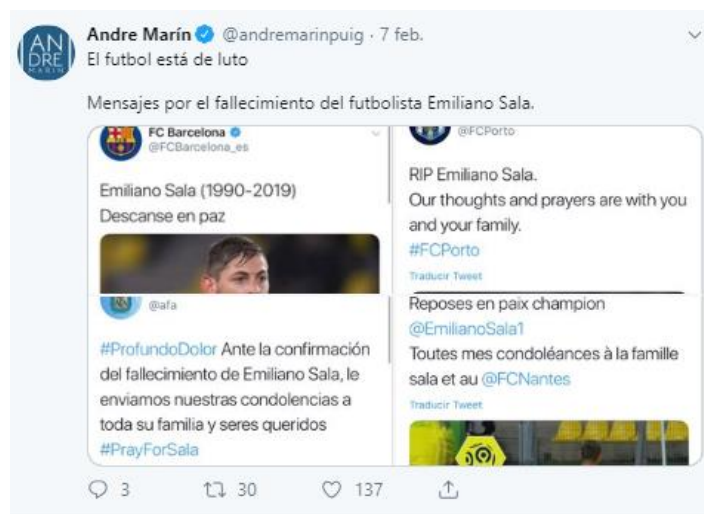 Andre Marín @andremarinpuig · 7 feb.
El futbol está de luto
Mensajes por el fallecimiento del futbolista Emiliano Sala.
FC Barcelona
@FCBarcelona_es
Emiliano Sala (1990-2019)
Descanse en paz
@FCPorto
RIP Emiliano Sala.
Our thoughts and prayers are with you
and your family.
#FCPorto
Traducir Tweet
@afa
#ProfundoDolor Ante la confirmación
del fallecimiento de Emiliano Sala, le
enviamos nuestras condolencias a
toda su familia y seres queridos
#PrayForSala
Reposes en paix champion
@EmilianoSala1
Toutes mes condoléances à la famille
sala et au @FCNantes
Traducir Tweet
3 30 137
AN
DRE
MARIN